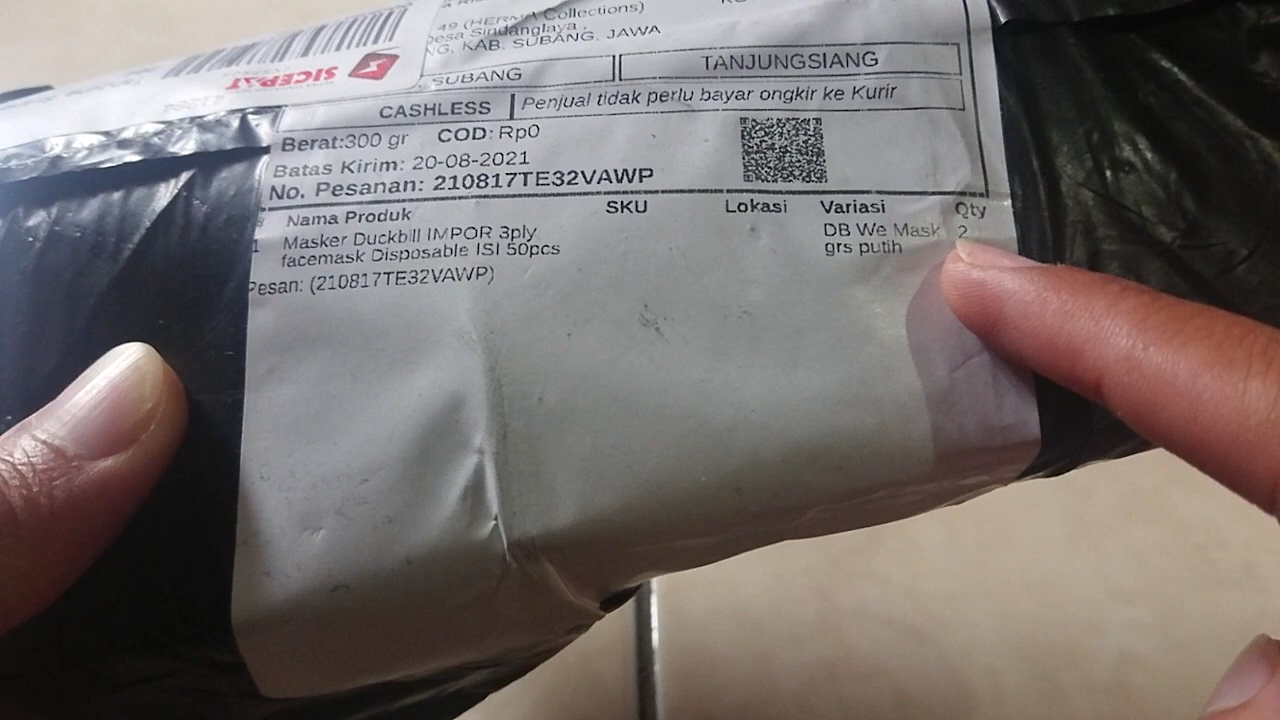 49 (HERMA Collections)
Desa Sindanglaya,
KAB. SUBANG, JAWA
SICEPAT
SUBANG
TANJUNGSIANG
CASHLESS
Penjual tidak perlu bayar ongkir ke Kurir
Berat:300 gr COD: Rp0
Batas Kirim: 20-08-2021
No. Pesanan: 210817TE32VAWP
# Nama Produk SKU Lokasi Variasi Qty
1 Masker Duckbill IMPOR 3ply DB We Mask 2
facemask Disposable ISI 50pcs grs putih
Pesan: (210817TE32VAWP)